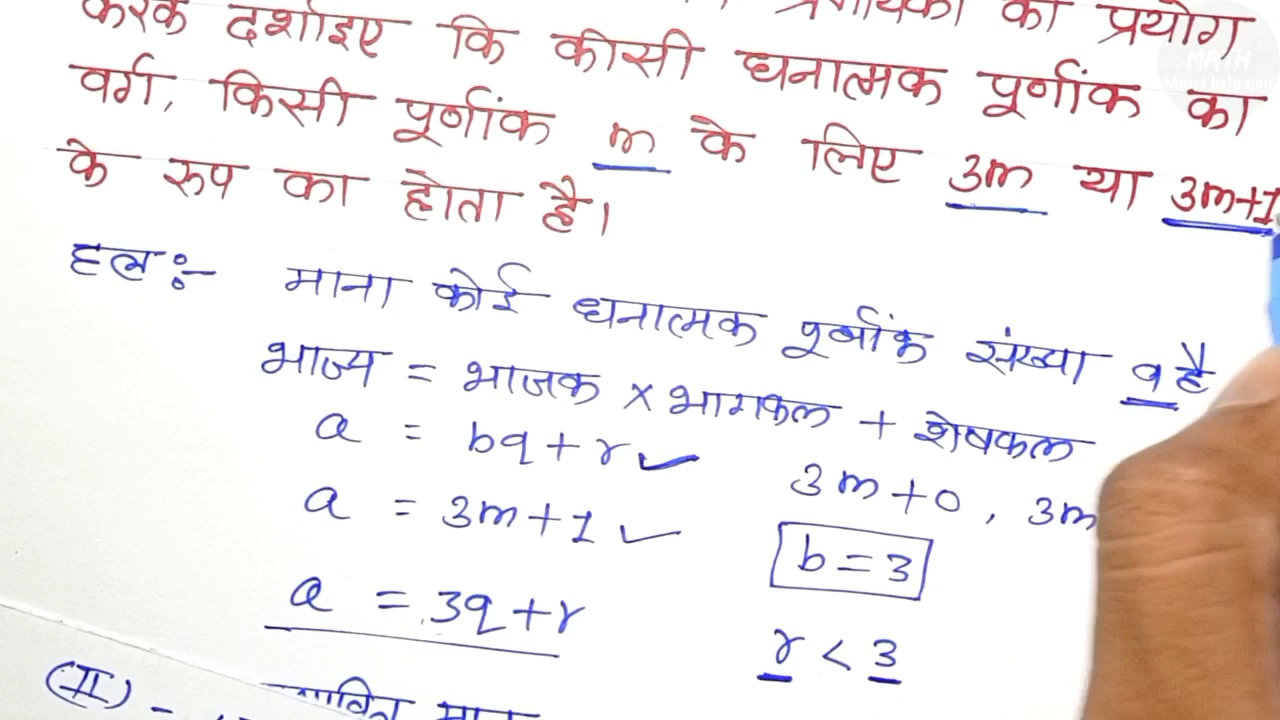 करके दर्शाइए कि कीसी धनात्मक पूर्णांक का
वर्ग, किसी पूर्णांक m के लिए 3m या 3m+1
के रुप का होता है।
हल :- माना कोई धनात्मक पूर्णांक संख्या a है
भाज्य = भाजक × भागफल + शेषफल
a = bq + r
3m + 0 , 3m
a = 3m + 1
b = 3
a = 3q + r
r < 3
(II) -